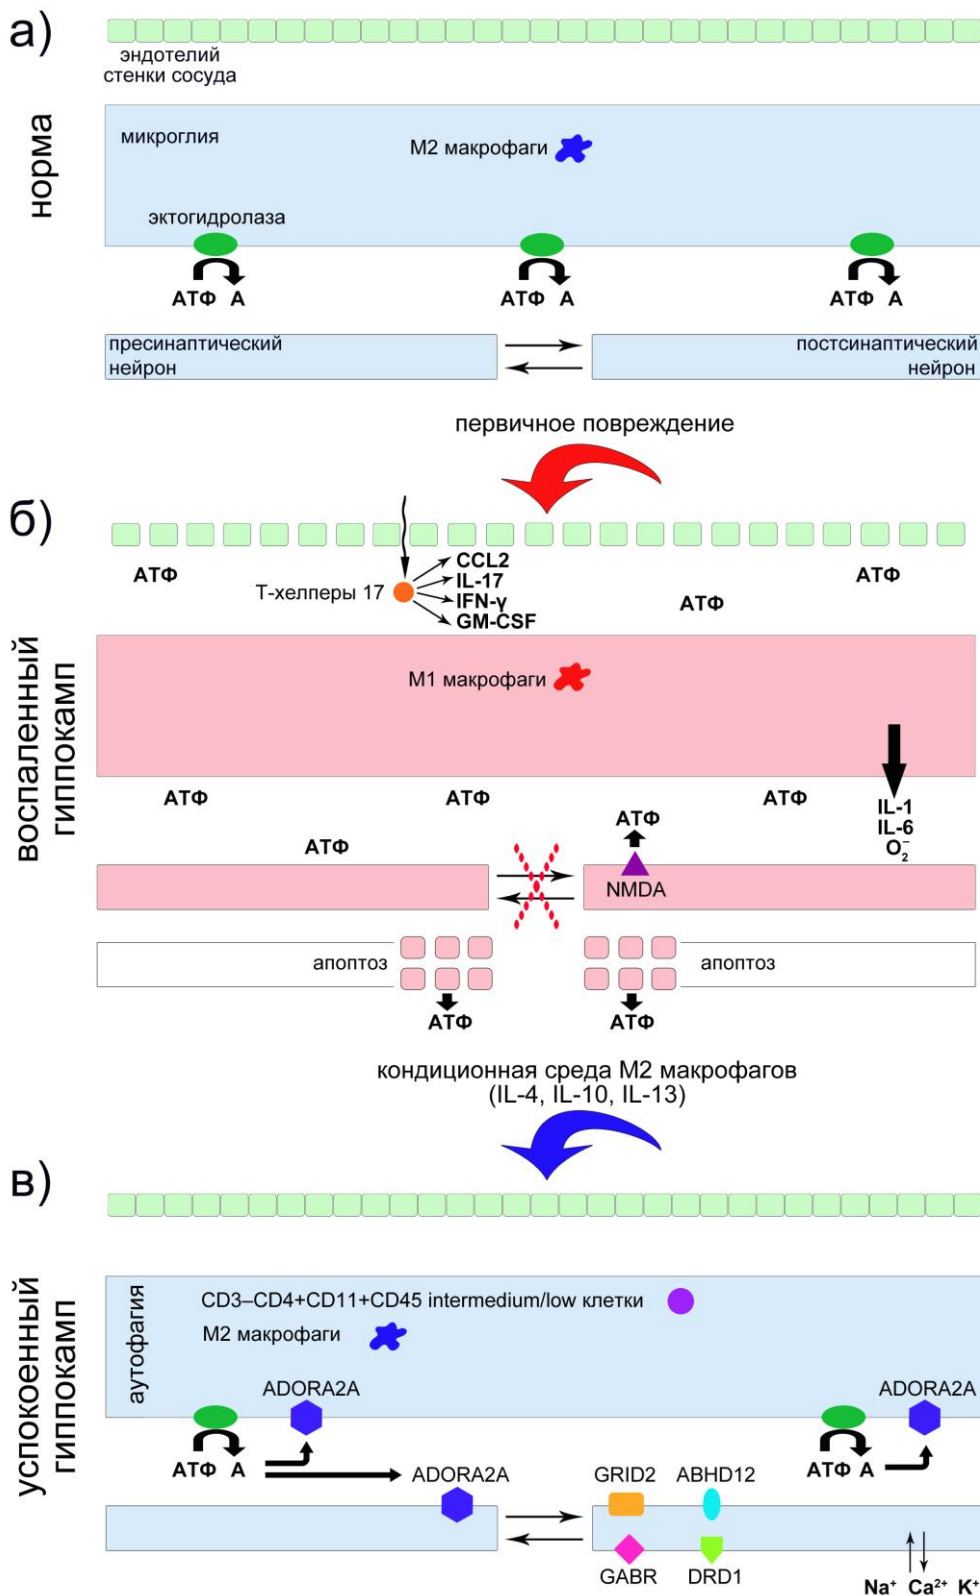 а)
эндотелий
стенки сосуда
норма
микроглия
М2 макрофаги
эктогидролаза
АТФ А
АТФ А
АТФ А
пресинаптический
нейрон
постсинаптический
нейрон
первичное повреждение
б)
воспаленный
гиппокамп
АТФ
Т-хелперы 17
CCL2
IL-17
IFN-γ
GM-CSF
АТФ
АТФ
М1 макрофаги
АТФ
АТФ
АТФ
IL-1
IL-6
O₂⁻
АТФ
АТФ
NMDA
апоптоз
апоптоз
АТФ
АТФ
кондиционная среда М2 макрофагов
(IL-4, IL-10, IL-13)
в)
успокоенный
гиппокамп
аутофагия
CD3–CD4+CD11+CD45 intermedium/low клетки
М2 макрофаги
ADORA2A
ADORA2A
АТФ А
АТФ А
ADORA2A
GRID2
ABHD12
GABR
DRD1
Na⁺ Ca²⁺ K⁺